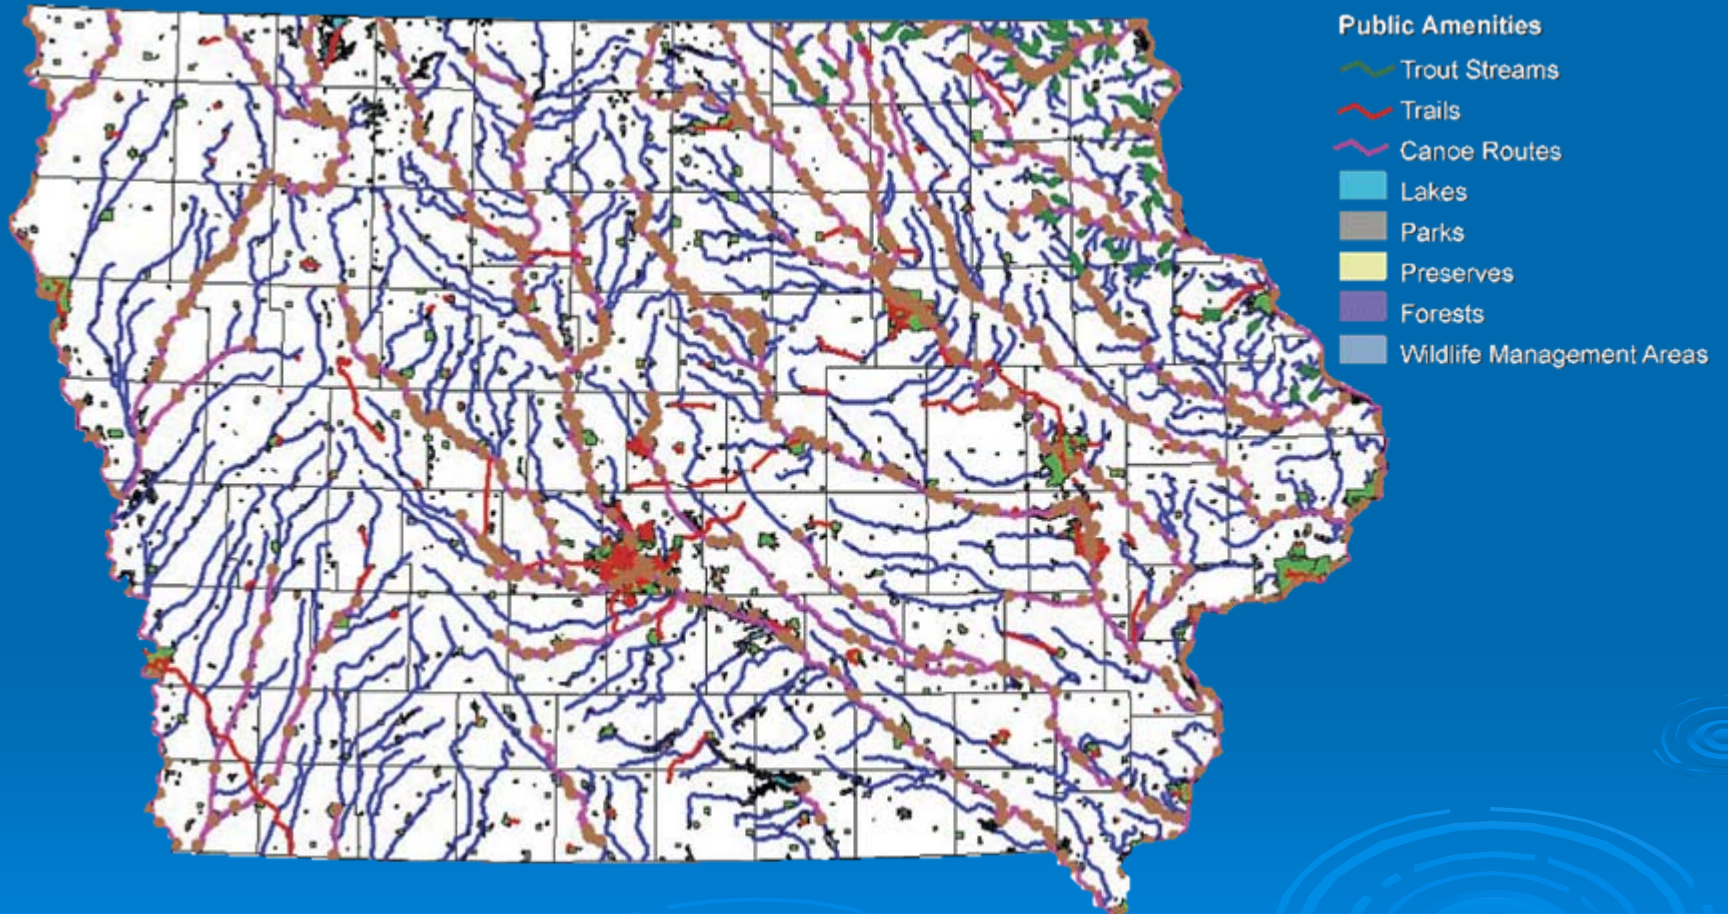 Public Amenities
Trout Streams
Trails
Canoe Routes
Lakes
Parks
Preserves
Forests
Wildlife Management Areas